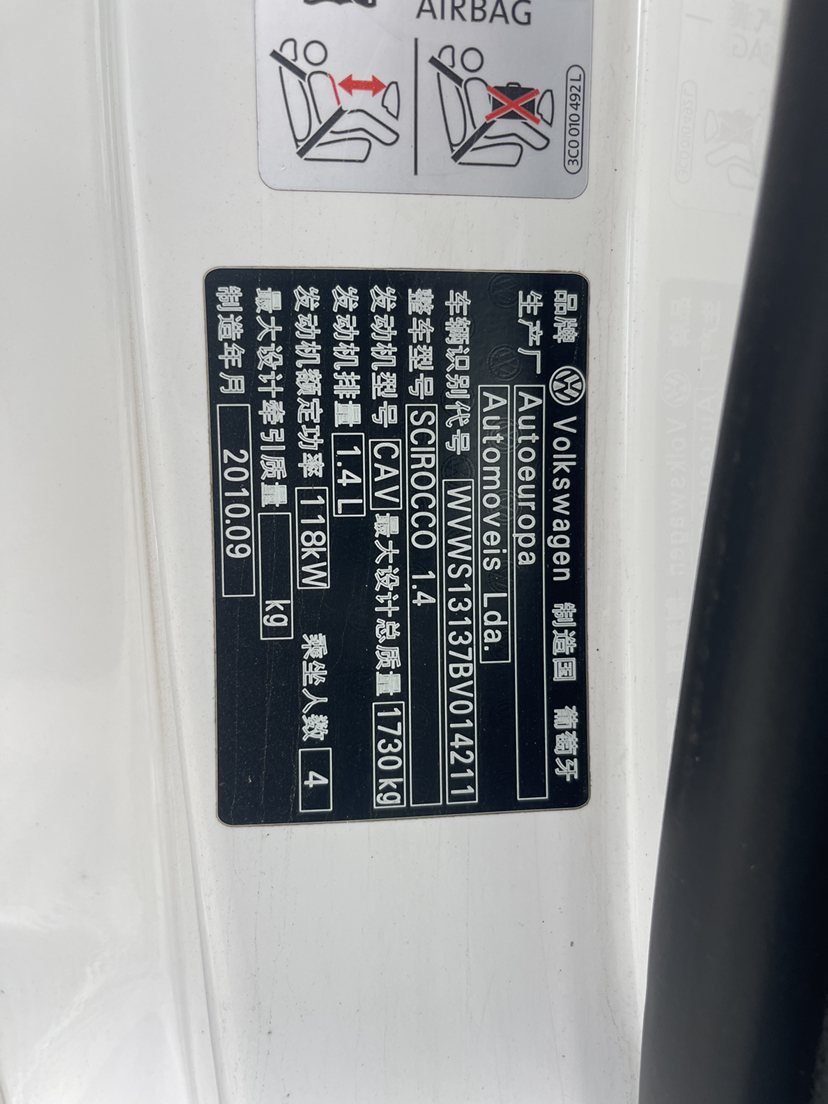 AIRBAG
3C0 010 492 L
品牌 Volkswagen 制造国 葡萄牙
生产厂 Autoeuropa
Automoveis Lda.
车辆识别代号 WVWS13137BV014211
整车型号 SCIROCCO 1.4
发动机型号 CAV 最大设计总质量 1730kg
发动机排量 1.4L
发动机额定功率 118kW 乘坐人数 4
最大设计牵引质量 kg
制造年月 2010.09